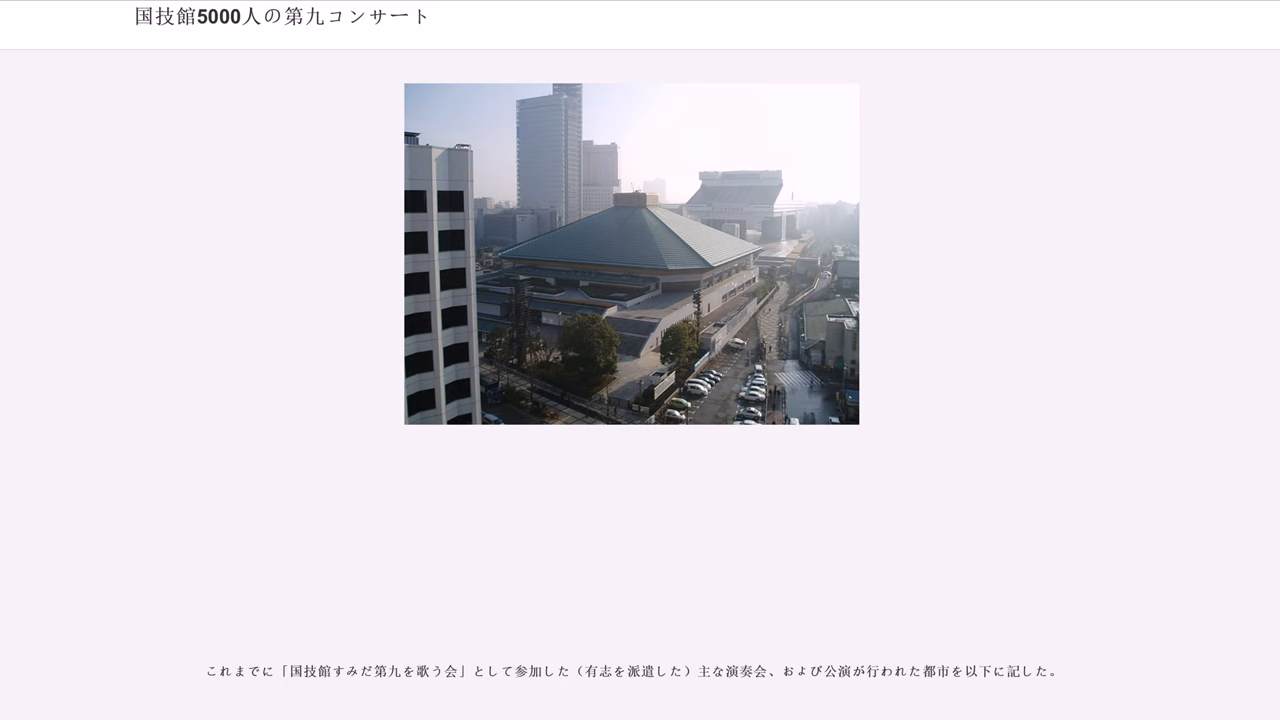 国技館5000人の第九コンサート
これまでに「国技館すみだ第九を歌う会」として参加した（有志を派遣した）主な演奏会、および公演が行われた都市を以下に記した。